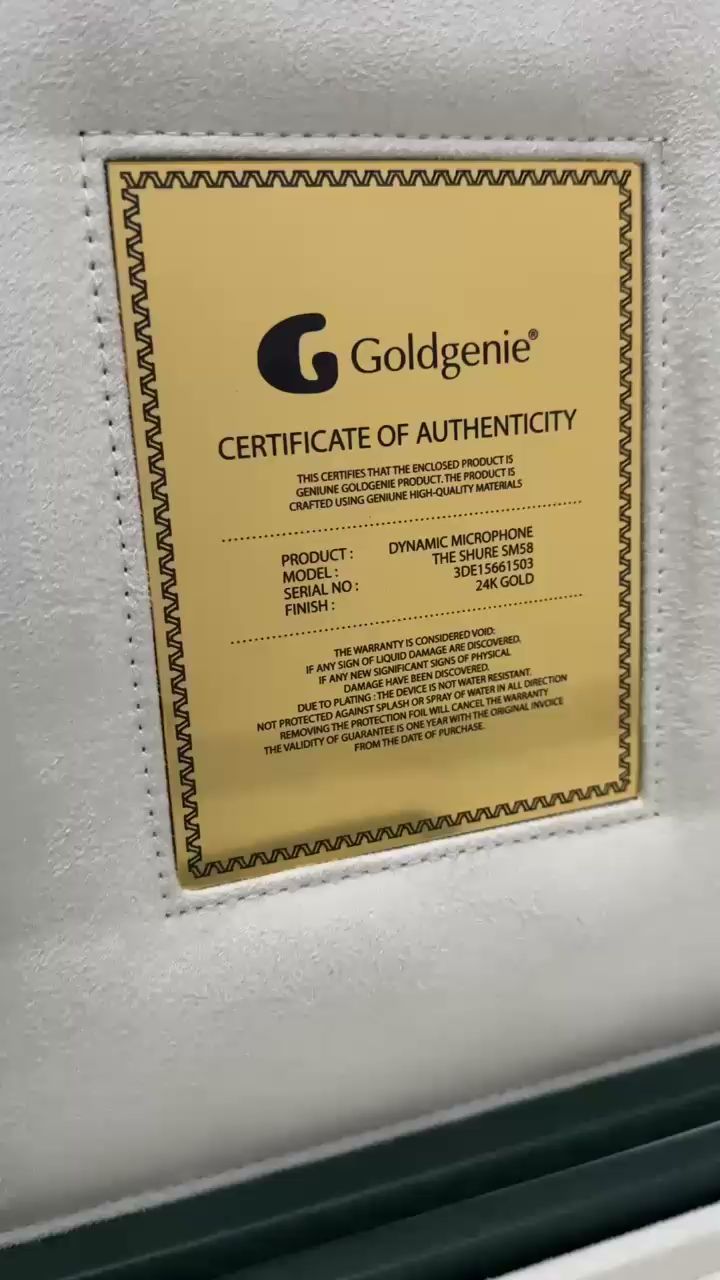 Goldgenie®
CERTIFICATE OF AUTHENTICITY
THIS CERTIFIES THAT THE ENCLOSED PRODUCT IS
GENIUNE GOLDGENIE PRODUCT. THE PRODUCT IS
CRAFTED USING GENIUNE HIGH-QUALITY MATERIALS
PRODUCT : DYNAMIC MICROPHONE
MODEL : THE SHURE SM58
SERIAL NO : 3DE15661503
FINISH : 24K GOLD
THE WARRANTY IS CONSIDERED VOID:
IF ANY SIGN OF LIQUID DAMAGE ARE DISCOVERED.
IF ANY NEW SIGNIFICANT SIGNS OF PHYSICAL
DAMAGE HAVE BEEN DISCOVERED.
DUE TO PLATING : THE DEVICE IS NOT WATER RESISTANT.
NOT PROTECTED AGAINST SPLASH OR SPRAY OF WATER IN ALL DIRECTION
REMOVING THE PROTECTION FOIL WILL CANCEL THE WARRANTY
THE VALIDITY OF GUARANTEE IS ONE YEAR WITH THE ORIGINAL INVOICE
FROM THE DATE OF PURCHASE.